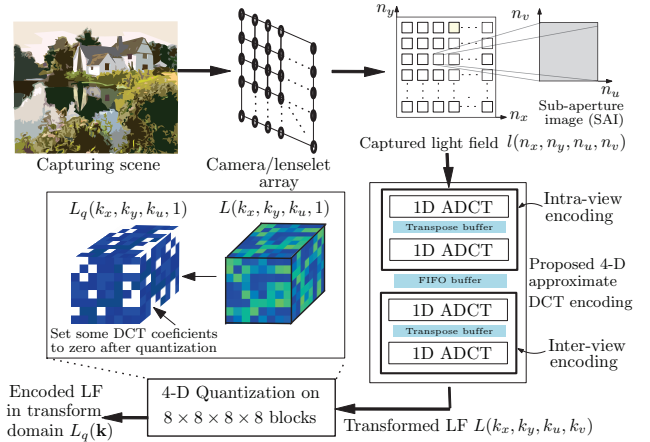 n_y
n_v
n_u
n_x
Sub-aperture
image (SAI)
Capturing scene
Camera/lenselet
array
Captured light field l(n_x, n_y, n_u, n_v)
L_q(k_x, k_y, k_u, 1)
L(k_x, k_y, k_u, 1)
Set some DCT coeficients
to zero after quantization
1D ADCT
Transpose buffer
1D ADCT
Intra-view
encoding
FIFO buffer
Proposed 4-D
approximate
DCT encoding
1D ADCT
Transpose buffer
1D ADCT
Inter-view
encoding
Encoded LF
in transform
domain L_q(k)
4-D Quantization on
8 × 8 × 8 × 8 blocks
Transformed LF L(k_x, k_y, k_u, k_v)